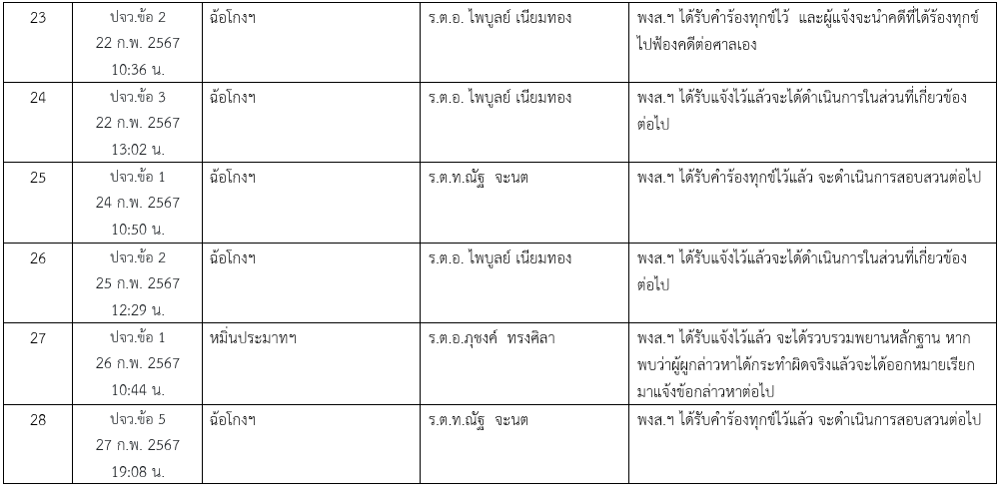 23 ปจว.ข้อ 2 ฉ้อโกงฯ ร.ต.อ. ไพบูลย์ เนียมทอง พงส.ฯ ได้รับคำร้องทุกข์ไว้  และผู้แจ้งจะนำคดีที่ได้ร้องทุกข์
22 ก.พ. 2567 ไปฟ้องคดีต่อศาลเอง
10:36 น.
24 ปจว.ข้อ 3 ฉ้อโกงฯ ร.ต.อ. ไพบูลย์ เนียมทอง พงส.ฯ ได้รับแจ้งไว้แล้วจะได้ดำเนินการในส่วนที่เกี่ยวข้อง
22 ก.พ. 2567 ต่อไป
13:02 น.
25 ปจว.ข้อ 1 ฉ้อโกงฯ ร.ต.ท.ณัฐ  จะนต พงส.ฯ ได้รับคำร้องทุกข์ไว้แล้ว จะดำเนินการสอบสวนต่อไป
24 ก.พ. 2567
10:50 น.
26 ปจว.ข้อ 2 ฉ้อโกงฯ ร.ต.อ. ไพบูลย์ เนียมทอง พงส.ฯ ได้รับแจ้งไว้แล้วจะได้ดำเนินการในส่วนที่เกี่ยวข้อง
25 ก.พ. 2567 ต่อไป
12:29 น.
27 ปจว.ข้อ 1 หมิ่นประมาทฯ ร.ต.อ.ภุชงค์  ทรงศิลา พงส.ฯ ได้รับแจ้งไว้แล้ว จะได้รวบรวมพยานหลักฐาน หาก
26 ก.พ. 2567 พบว่าผู้ผูกล่าวหาได้กระทำผิดจริงแล้วจะได้ออกหมายเรียก
10:44 น. มาแจ้งข้อกล่าวหาต่อไป
28 ปจว.ข้อ 5 ฉ้อโกงฯ ร.ต.ท.ณัฐ  จะนต พงส.ฯ ได้รับคำร้องทุกข์ไว้แล้ว จะดำเนินการสอบสวนต่อไป
27 ก.พ. 2567
19:08 น.